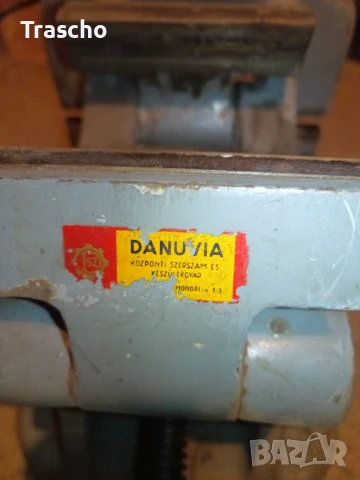 Trascho
DANUVIA
KÖZPONTI SZERSZÁM ÉS
KÉSZÜLÉKGYÁR
BAZAR